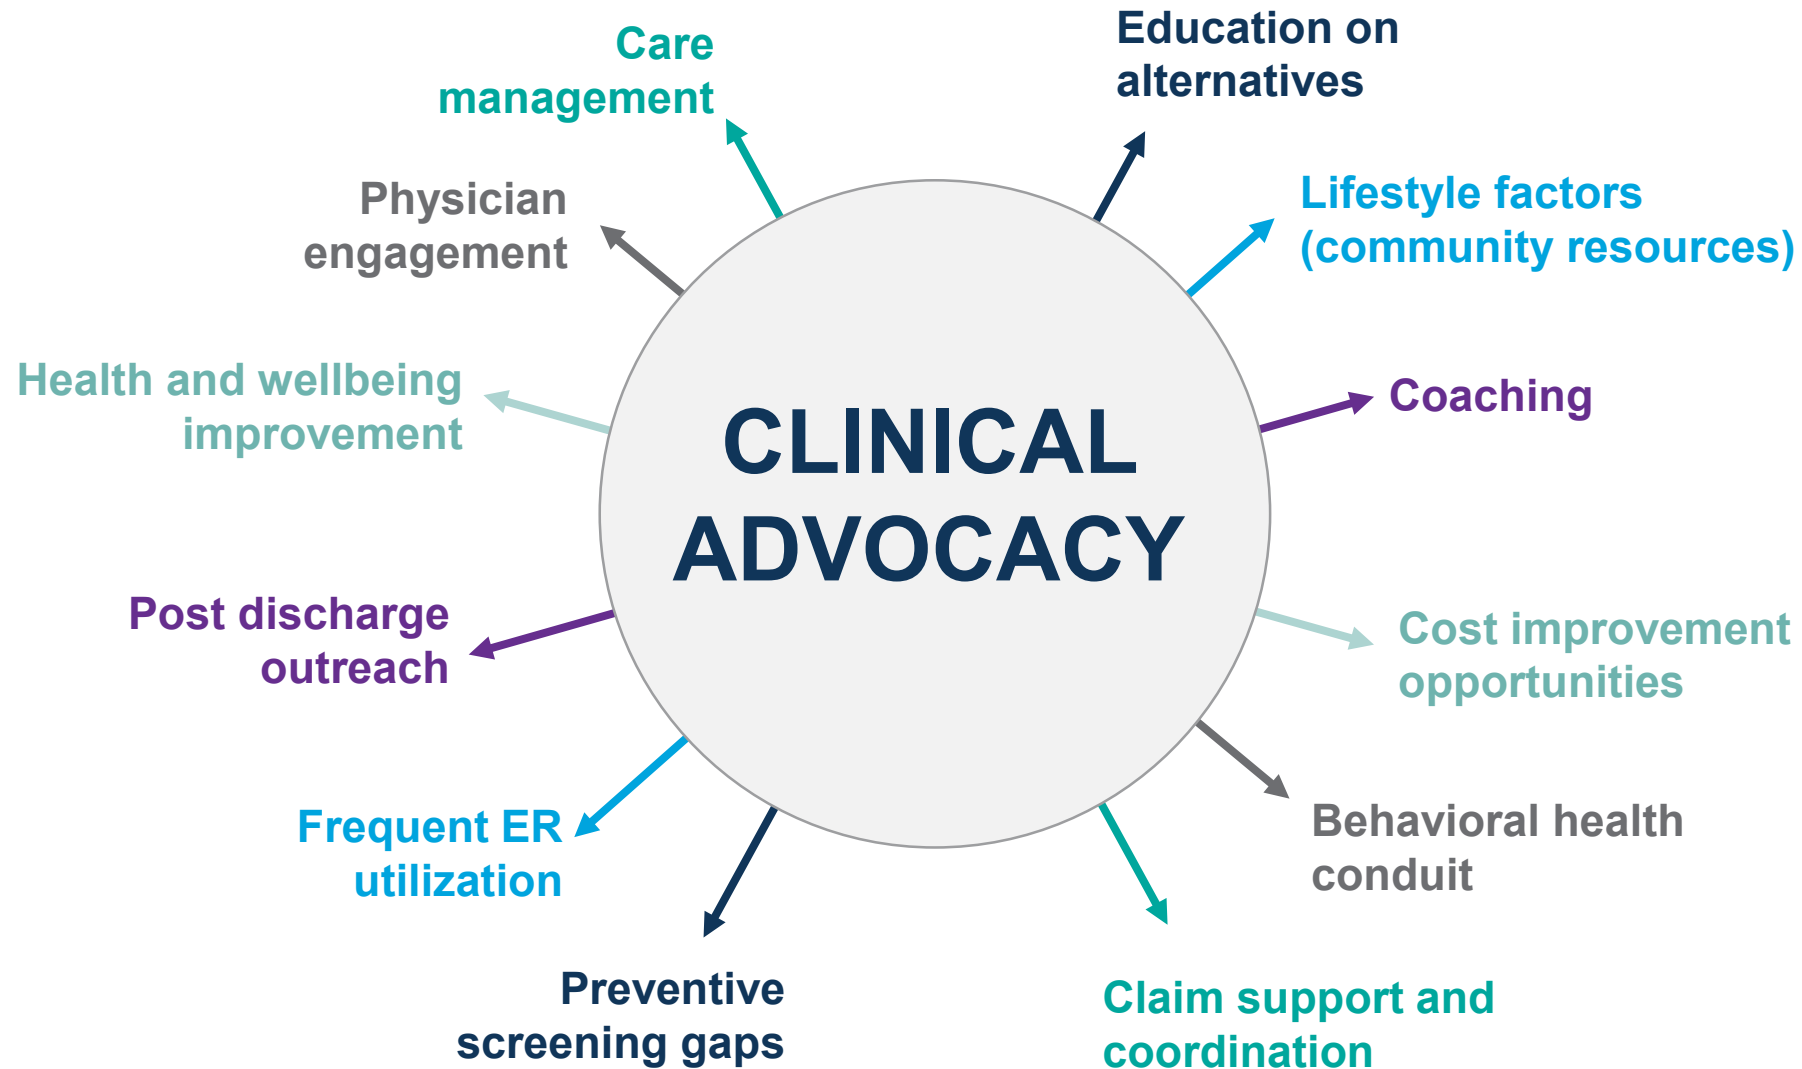 Care
management
Education on
alternatives
Physician
engagement
Lifestyle factors
(community resources)
Health and wellbeing
improvement
Coaching
CLINICAL
ADVOCACY
Post discharge
outreach
Cost improvement
opportunities
Frequent ER
utilization
Behavioral health
conduit
Preventive
screening gaps
Claim support and
coordination